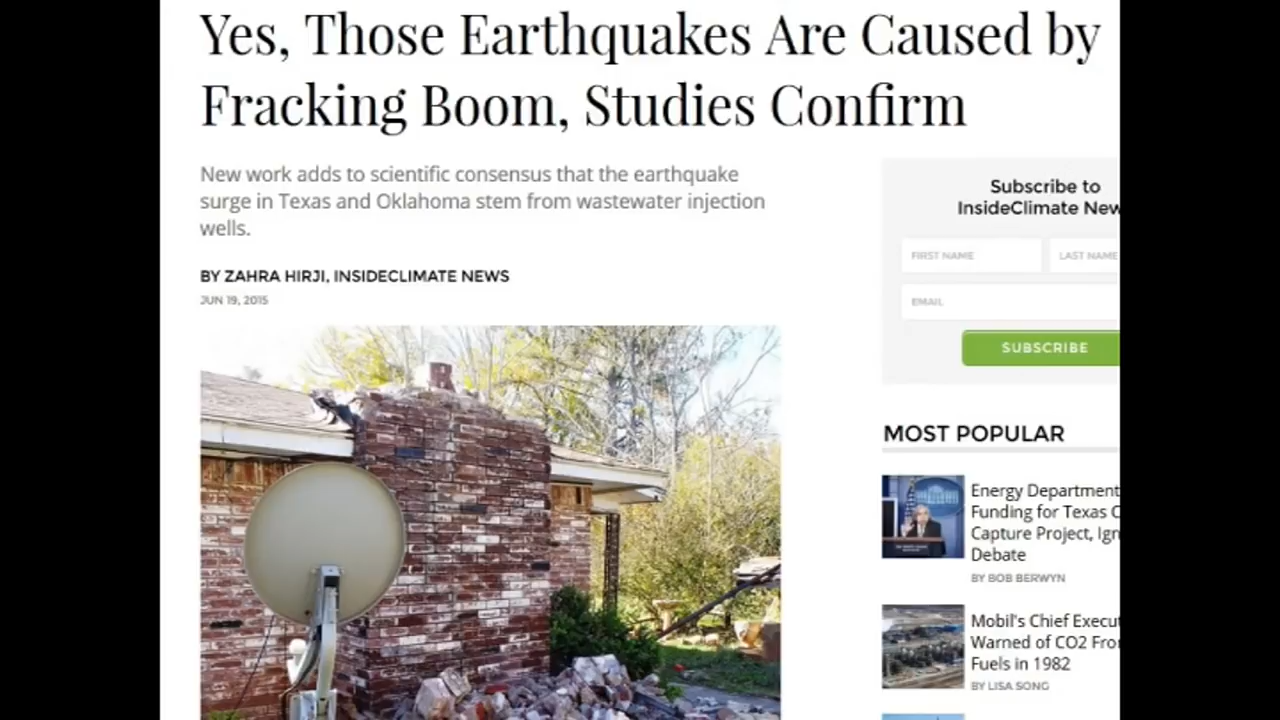 Yes, Those Earthquakes Are Caused by
Fracking Boom, Studies Confirm
New work adds to scientific consensus that the earthquake
surge in Texas and Oklahoma stem from wastewater injection
wells.
BY ZAHRA HIRJI, INSIDECLIMATE NEWS
JUN 19, 2015
Subscribe to
InsideClimate New
FIRST NAME
LAST NAME
EMAIL
SUBSCRIBE
MOST POPULAR
Energy Department
Funding for Texas C
Capture Project, Ign
Debate
BY BOB BERWYN
Mobil's Chief Execut
Warned of CO2 Fro
Fuels in 1982
BY LISA SONG